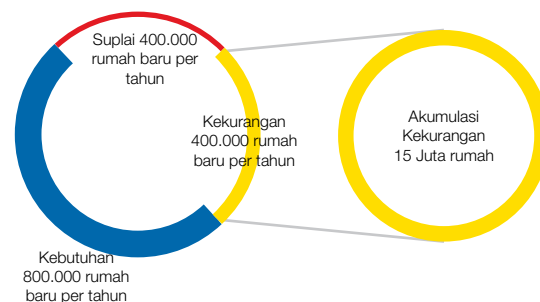 Suplai 400.000
rumah baru per
tahun
Kekurangan
400.000 rumah
baru per tahun
Akumulasi
Kekurangan
15 Juta rumah
Kebutuhan
800.000 rumah
baru per tahun